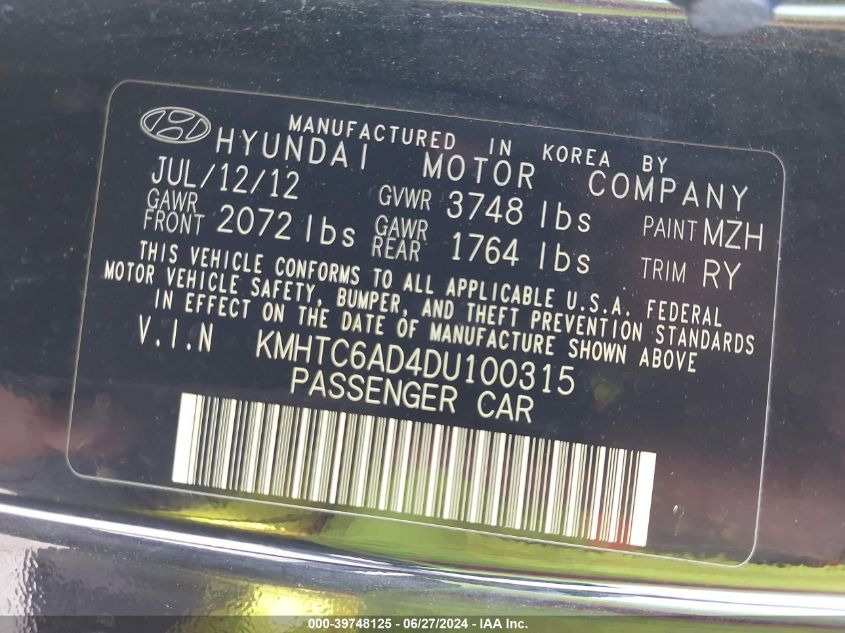 MANUFACTURED IN KOREA BY
HYUNDAI MOTOR COMPANY
JUL/12/12 GVWR 3748 lbs PAINT MZH
GAWR FRONT 2072 lbs GAWR REAR 1764 lbs TRIM RY
THIS VEHICLE CONFORMS TO ALL APPLICABLE U.S.A. FEDERAL
MOTOR VEHICLE SAFETY, BUMPER, AND THEFT PREVENTION STANDARDS
IN EFFECT ON THE DATE OF MANUFACTURE SHOWN ABOVE
V.I.N KMHTC6AD4DU100315
PASSENGER CAR
000-39748125 - 06/27/2024 - IAA Inc.